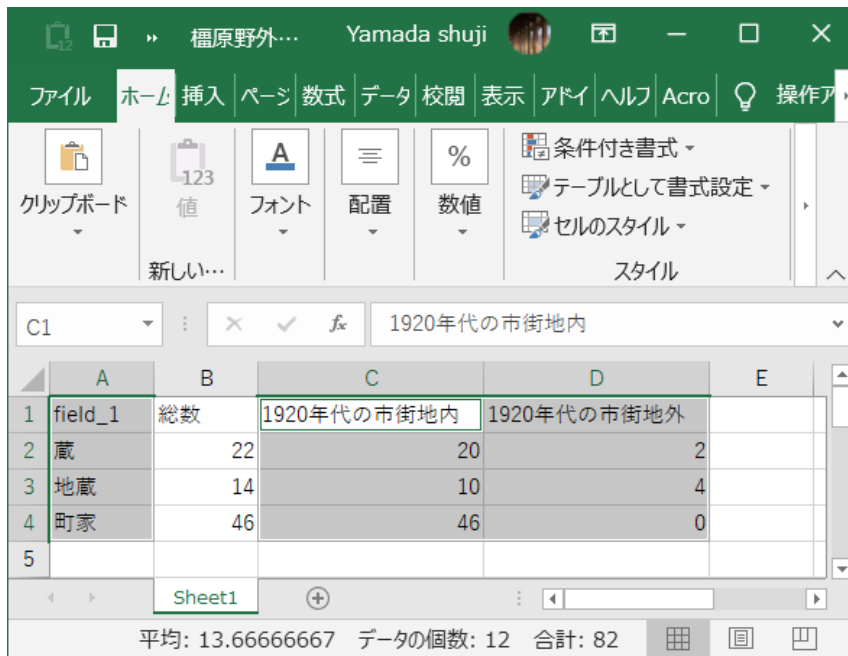 橿原野外… Yamada shuji
ファイル ホーム 挿入 ページ 数式 データ 校閲 表示 アドイ ヘルプ Acro 操作ア
123
条件付き書式
テーブルとして書式設定
セルのスタイル
クリップボード 値 フォント 配置 数値
新しい… スタイル
C1 fx 1920年代の市街地内
A B C D E
1 field_1 総数 1920年代の市街地内 1920年代の市街地外
2 蔵 22 20 2
3 地蔵 14 10 4
4 町家 46 46 0
5
Sheet1
平均: 13.66666667 データの個数: 12 合計: 82